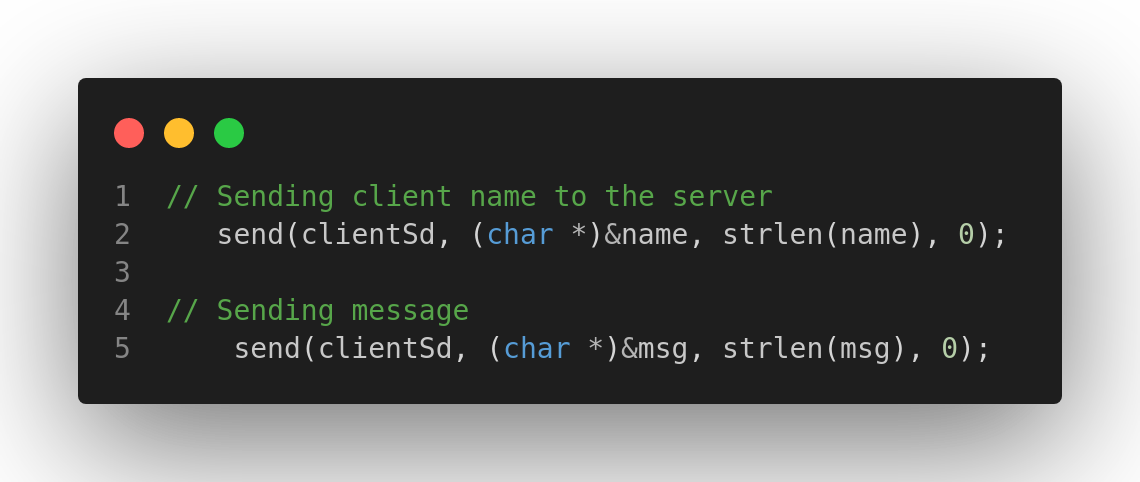 1 // Sending client name to the server
2    send(clientSd, (char *)&name, strlen(name), 0);
3
4 // Sending message
5     send(clientSd, (char *)&msg, strlen(msg), 0);